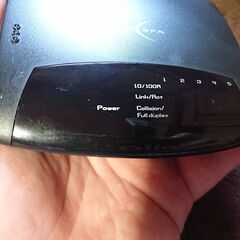 1 2 3 4 5
10/100M
Link/Act
Power
Collision/
Full duplex